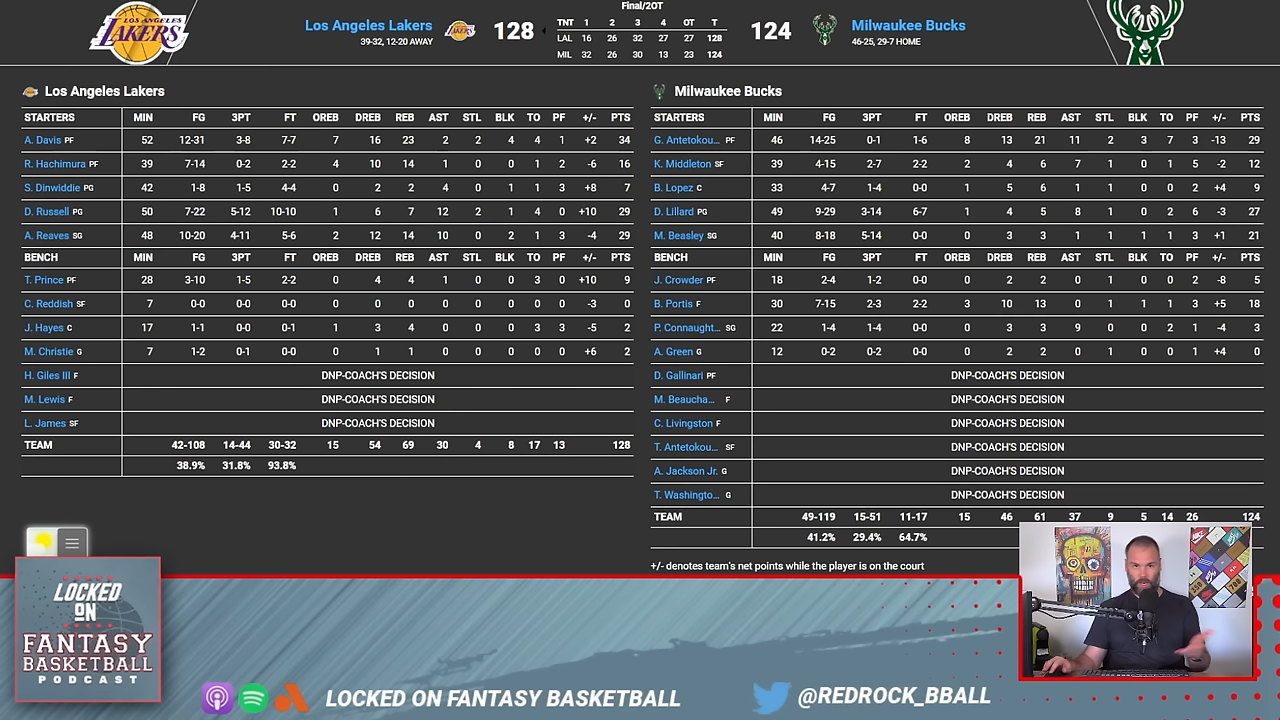 Final/2OT
LOS ANGELES
LAKERS
Los Angeles Lakers
39-32, 12-20 AWAY
128
TNT 1 2 3 4 OT T
LAL 16 26 32 27 27 128
MIL 32 26 30 13 23 124
124
Milwaukee Bucks
46-25, 29-7 HOME
Los Angeles Lakers
STARTERS MIN FG 3PT FT OREB DREB REB AST STL BLK TO PF +/- PTS
A. Davis PF 52 12-31 3-8 7-7 7 16 23 2 2 4 4 1 +2 34
R. Hachimura PF 39 7-14 0-2 2-2 4 10 14 1 0 0 1 2 -6 16
S. Dinwiddie PG 42 1-8 1-5 4-4 0 2 2 4 0 1 1 3 +8 7
D. Russell PG 50 7-22 5-12 10-10 1 6 7 12 2 1 4 0 +10 29
A. Reaves SG 48 10-20 4-11 5-6 2 12 14 10 0 2 1 3 -4 29
BENCH MIN FG 3PT FT OREB DREB REB AST STL BLK TO PF +/- PTS
T. Prince PF 28 3-10 1-5 2-2 0 4 4 1 0 0 3 0 +10 9
C. Reddish SF 7 0-0 0-0 0-0 0 0 0 0 0 0 0 0 -3 0
J. Hayes C 17 1-1 0-0 0-1 1 3 4 0 0 0 3 3 -5 2
M. Christie G 7 1-2 0-1 0-0 0 1 1 0 0 0 0 0 +6 2
H. Giles III F DNP-COACH'S DECISION
M. Lewis F DNP-COACH'S DECISION
L. James SF DNP-COACH'S DECISION
TEAM 42-108 14-44 30-32 15 54 69 30 4 8 17 13 128
38.9% 31.8% 93.8%
Milwaukee Bucks
STARTERS MIN FG 3PT FT OREB DREB REB AST STL BLK TO PF +/- PTS
G. Antetokou... PF 46 14-25 0-1 1-6 8 13 21 11 2 3 7 3 -13 29
K. Middleton SF 39 4-15 2-7 2-2 2 4 6 7 1 0 1 5 -2 12
B. Lopez C 33 4-7 1-4 0-0 1 5 6 1 1 0 0 2 +4 9
D. Lillard PG 49 9-29 3-14 6-7 1 4 5 8 1 0 2 6 -3 27
M. Beasley SG 40 8-18 5-14 0-0 0 3 3 1 1 1 1 3 +1 21
BENCH MIN FG 3PT FT OREB DREB REB AST STL BLK TO PF +/- PTS
J. Crowder PF 18 2-4 1-2 0-0 0 2 2 0 1 0 0 2 -8 5
B. Portis F 30 7-15 2-3 2-2 3 10 13 0 1 1 1 3 +5 18
P. Connaught... SG 22 1-4 1-4 0-0 0 3 3 9 0 0 2 1 -4 3
A. Green G 12 0-2 0-2 0-0 0 2 2 0 1 0 0 1 +4 0
D. Gallinari PF DNP-COACH'S DECISION
M. Beaucha... F DNP-COACH'S DECISION
C. Livingston F DNP-COACH'S DECISION
T. Antetokou... SF DNP-COACH'S DECISION
A. Jackson Jr. G DNP-COACH'S DECISION
T. Washingto... G DNP-COACH'S DECISION
TEAM 49-119 15-51 11-17 15 46 61 37 9 5 14 26 124
41.2% 29.4% 64.7%
+/- denotes team's net points while the player is on the court
LOCKED
ON
FANTASY
BASKETBALL
PODCAST
LOCKED ON FANTASY BASKETBALL
@REDROCK_BBALL